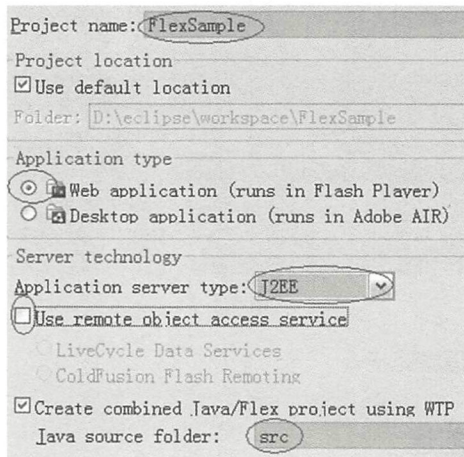 Project name: FlexSample
Project location
Use default location
Folder: D:\eclipse\workspace\FlexSample
Application type
Web application (runs in Flash Player)
Desktop application (runs in Adobe AIR)
Server technology
Application server type: J2EE
Use remote object access service
LiveCycle Data Services
ColdFusion Flash Remoting
Create combined Java/Flex project using WTP
Java source folder: src